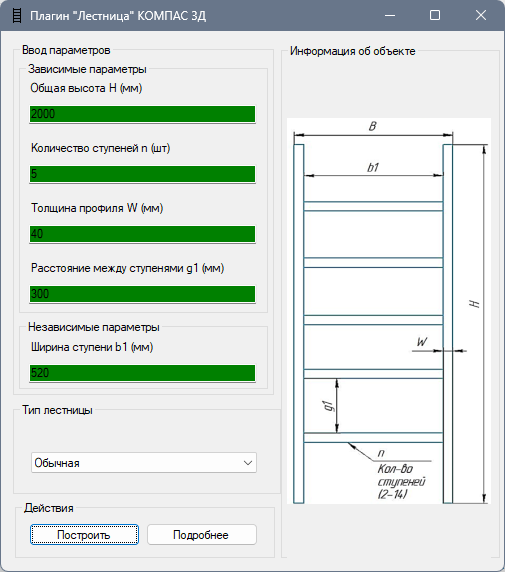 Плагин "Лестница" КОМПАС 3Д
Ввод параметров
Зависимые параметры
Общая высота H (мм)
2000
Количество ступеней n (шт)
5
Толщина профиля W (мм)
40
Расстояние между ступенями g1 (мм)
300
Независимые параметры
Ширина ступени b1 (мм)
520
Тип лестницы
Обычная
Действия
Построить
Подробнее
Информация об объекте
B
b1
H
W
g1
n
Кол-во
ступеней
(2-14)